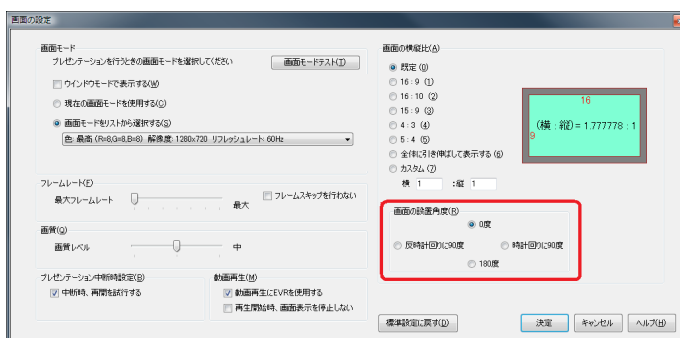 画面の設定
画面モード
プレゼンテーションを行うときの画面モードを選択してください
画面モードテスト(T)
ウインドウモードで表示する(W)
現在の画面モードを使用する(C)
画面モードをリストから選択する(S)
色: 最高 (R=8,G=8,B=8) 解像度: 1280×720 リフレッシュレート: 60Hz
フレームレート(F)
最大フレームレート
最大
フレームスキップを行わない
画質(Q)
画質レベル
中
プレゼンテーション中断時設定(B)
中断時、再開を試行する
動画再生(M)
動画再生にEVRを使用する
再生開始時、画面表示を停止しない
画面の横縦比(A)
既定 (0)
16 : 9 (1)
16 : 10 (2)
15 : 9 (3)
4 : 3 (4)
5 : 4 (5)
全体に引き伸ばして表示する (6)
カスタム (7)
横 1 :縦 1
16
9
(横 : 縦) = 1.777778 : 1
画面の設置角度(R)
0度
反時計回りに90度
時計回りに90度
180度
標準設定に戻す(D)
決定
キャンセル
ヘルプ(H)